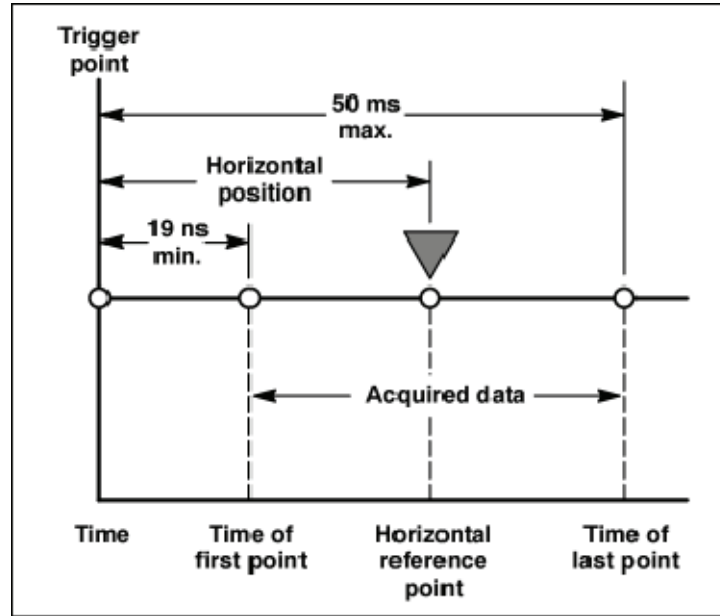 Trigger
point
50 ms
max.
Horizontal
position
19 ns
min.
Acquired data
Time
Time of
first point
Horizontal
reference
point
Time of
last point